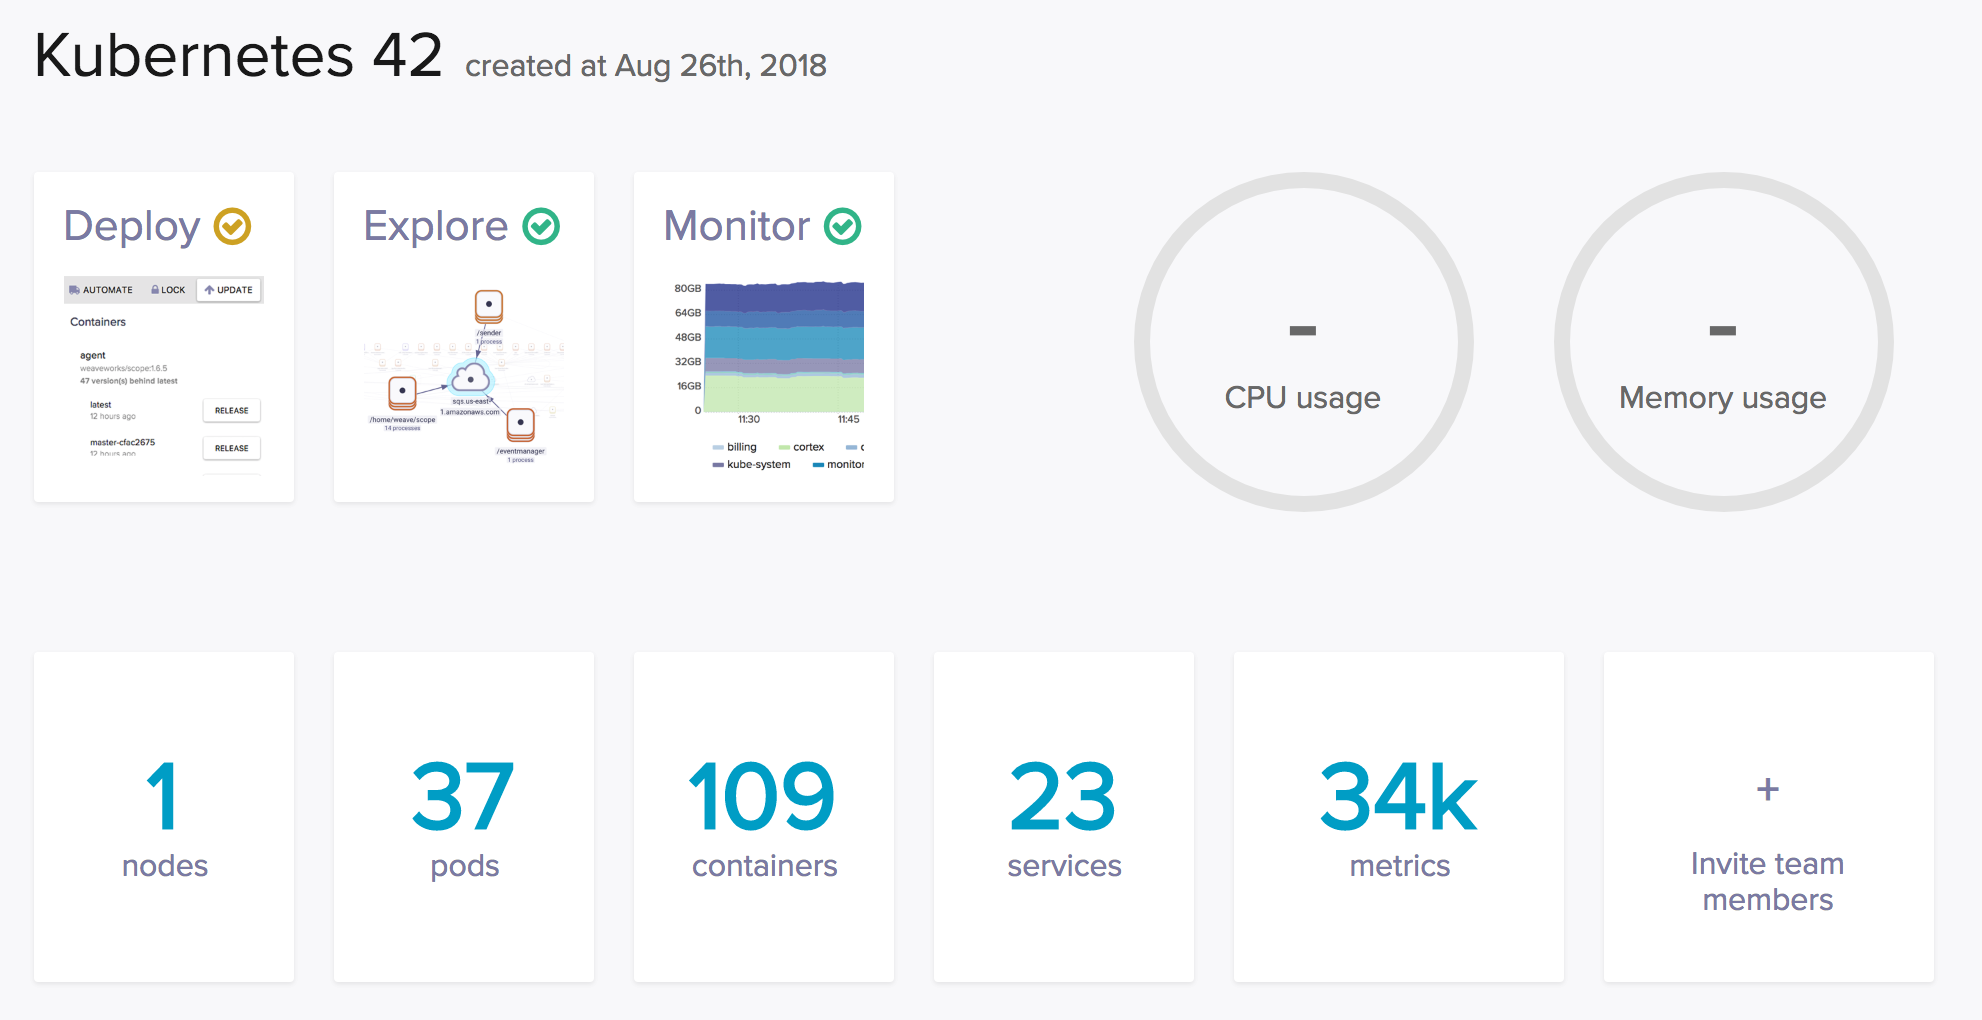 Kubernetes 42 created at Aug 26th, 2018
Deploy
AUTOMATE LOCK UPDATE
Containers
agent
weaveworks/scope:1.6.5
47 version(s) behind latest
latest
12 hours ago
RELEASE
master-cfac2675
12 hours ago
RELEASE
Explore
/sender
1 process
sqs.us-east-
1.amazonaws.com
/home/weave/scope
14 processes
/eventmanager
1 process
Monitor
80GB
64GB
48GB
32GB
16GB
0
11:30 11:45
billing cortex
kube-system monitor
-
CPU usage
-
Memory usage
1
nodes
37
pods
109
containers
23
services
34k
metrics
+
Invite team
members